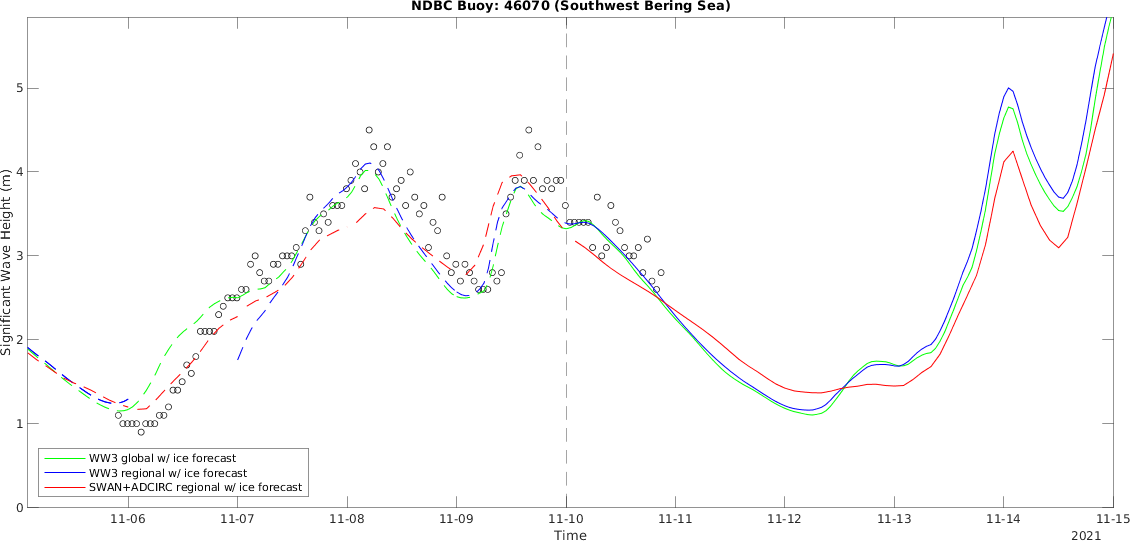 NDBC Buoy: 46070 (Southwest Bering Sea)
Significant Wave Height (m)
5
4
3
2
1
0
WW3 global w/ ice forecast
WW3 regional w/ ice forecast
SWAN+ADCIRC regional w/ ice forecast
11-06 11-07 11-08 11-09 11-10 11-11 11-12 11-13 11-14 11-15
Time
2021